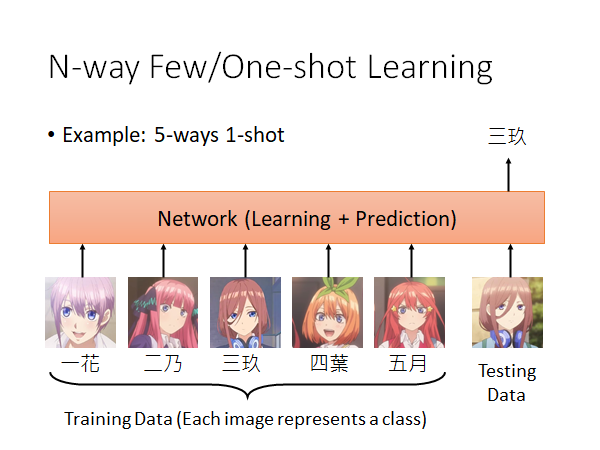 N-way Few/One-shot Learning
• Example: 5-ways 1-shot
三玖
Network (Learning + Prediction)
一花 二乃 三玖 四葉 五月
Testing
Data
Training Data (Each image represents a class)